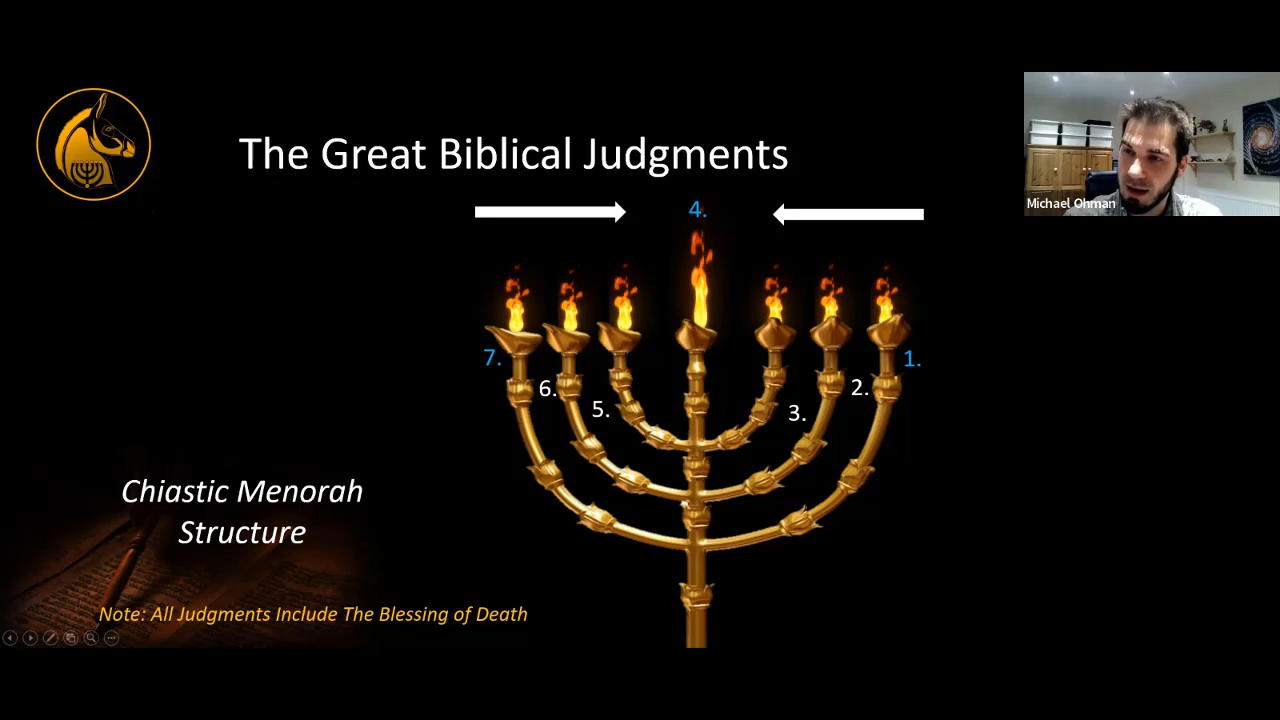 The Great Biblical Judgments
Michael Ohman
4.
7.
1.
6.
2.
5.
3.
Chiastic Menorah
Structure
Note: All Judgments Include The Blessing of Death